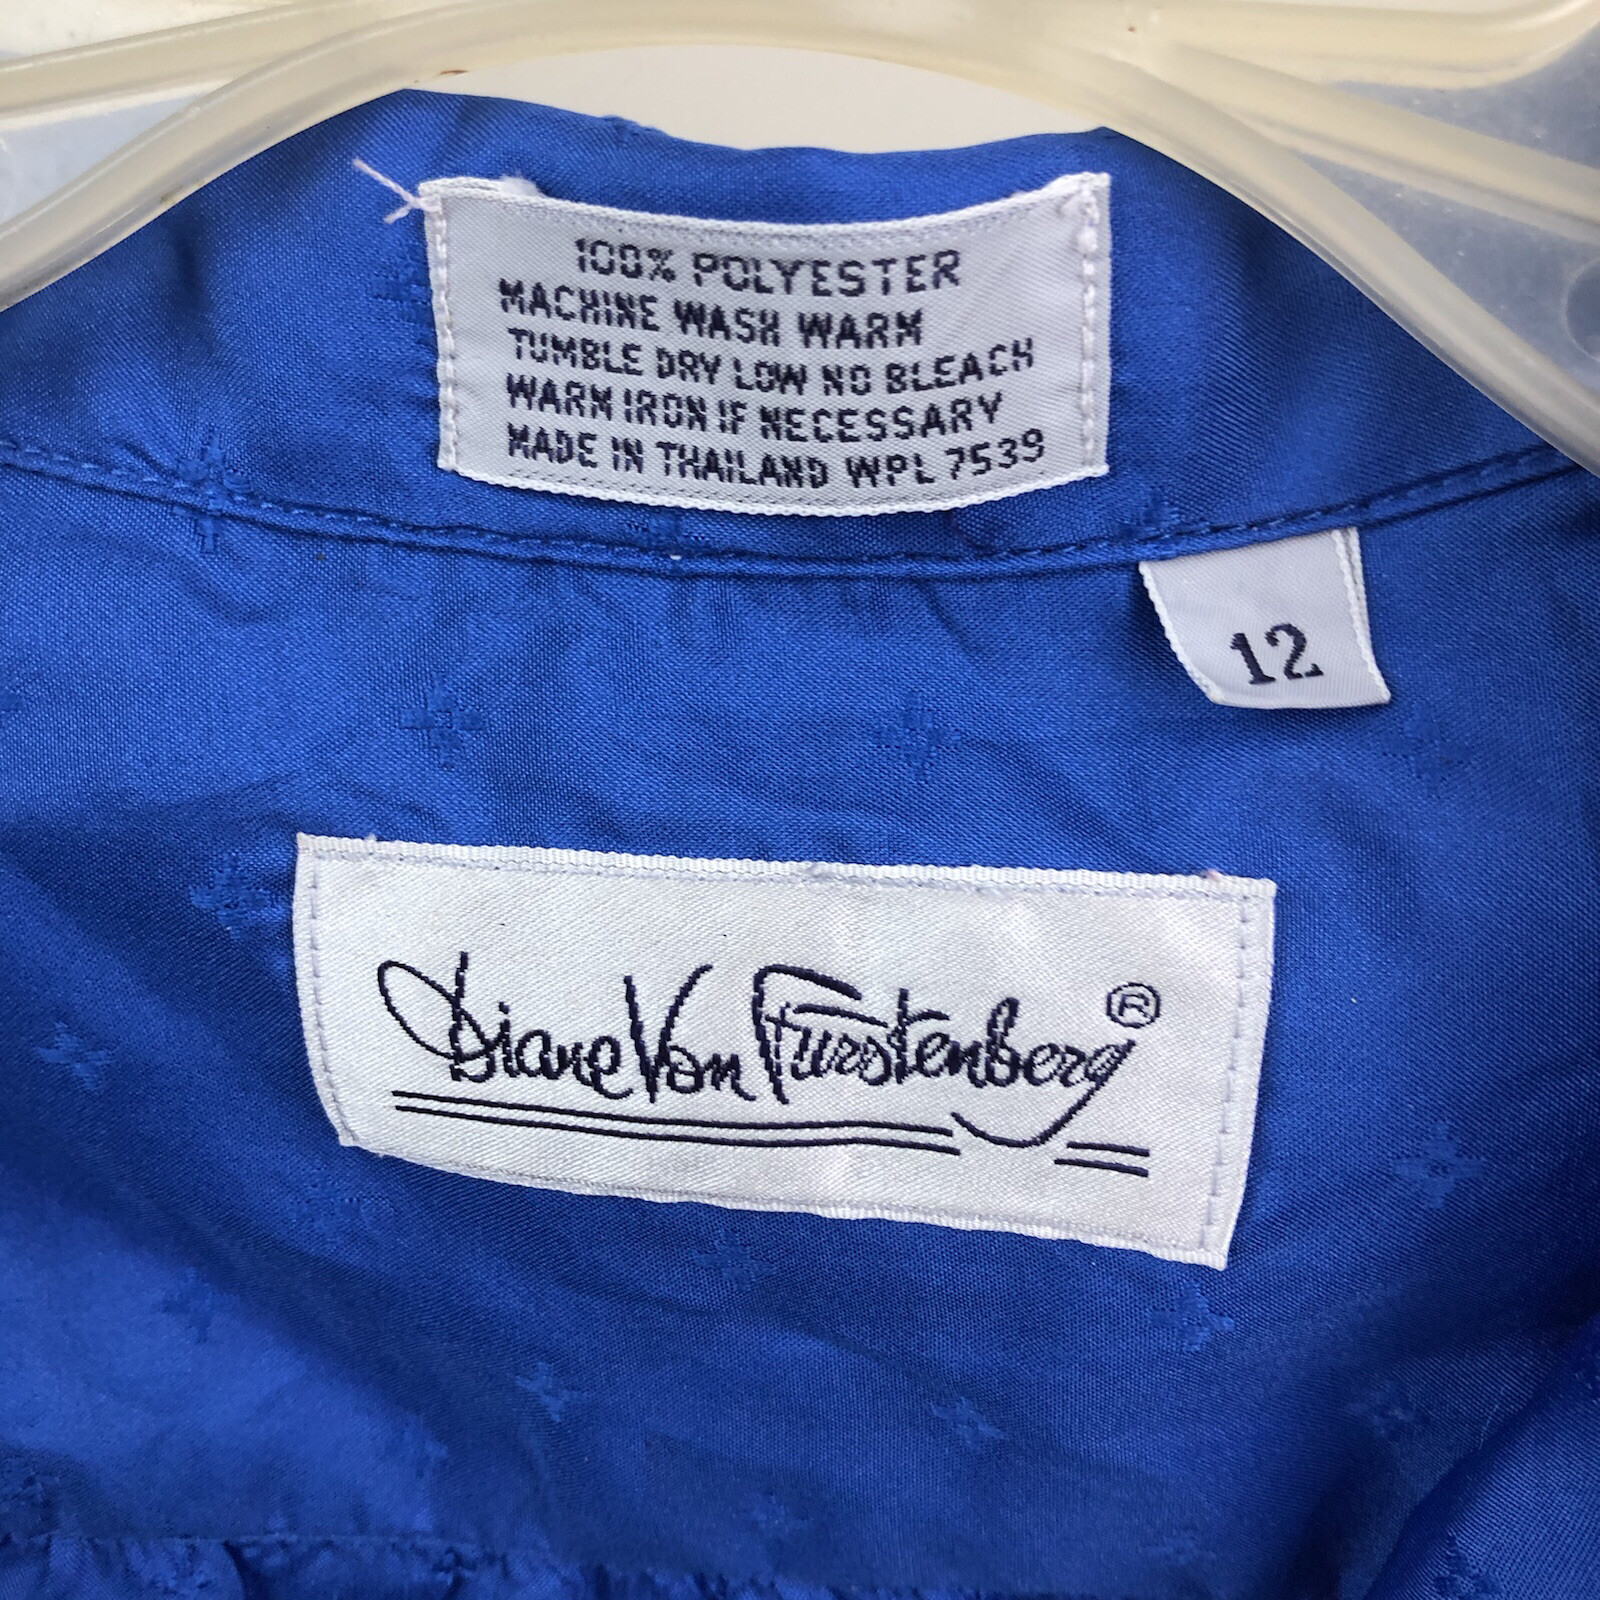 100% POLYESTER
MACHINE WASH WARM
TUMBLE DRY LOW NO BLEACH
WARM IRON IF NECESSARY
MADE IN THAILAND WPL 7539
12
Diane Von Furstenberg ®